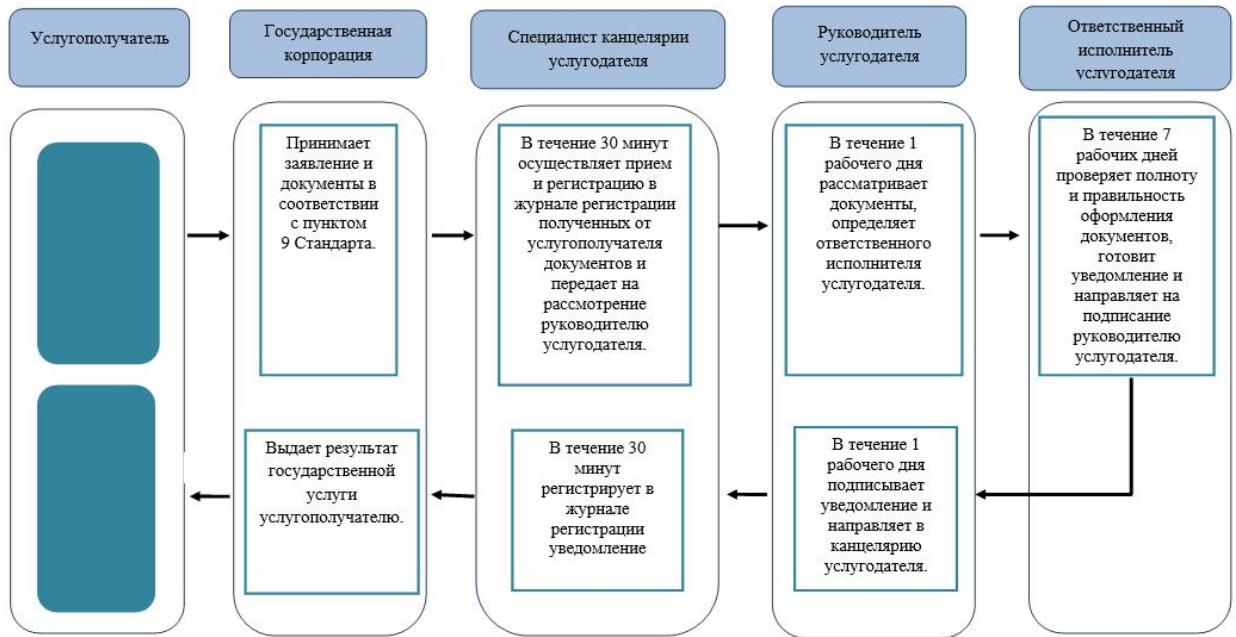 Услугополучатель
Государственная
корпорация
Специалист канцелярии
услугодателя
Руководитель
услугодателя
Ответственный
исполнитель
услугодателя
Принимает
заявление и
документы в
соответствии
с пунктом
9 Стандарта.
В течение 30 минут
осуществляет прием
и регистрацию в
журнале регистрации
полученных от
услугополучателя
документов и
передает на
рассмотрение
руководителю
услугодателя.
В течение 1
рабочего дня
рассматривает
документы,
определяет
ответственного
исполнителя
услугодателя.
В течение 7
рабочих дней
проверяет полноту
и правильность
оформления
документов,
готовит
уведомление и
направляет на
подписание
руководителю
услугодателя.
Выдает результат
государственной
услуги
услугополучателю.
В течение 30
минут
регистрирует в
журнале
регистрации
уведомление
В течение 1
рабочего дня
подписывает
уведомление и
направляет в
канцелярию
услугодателя.